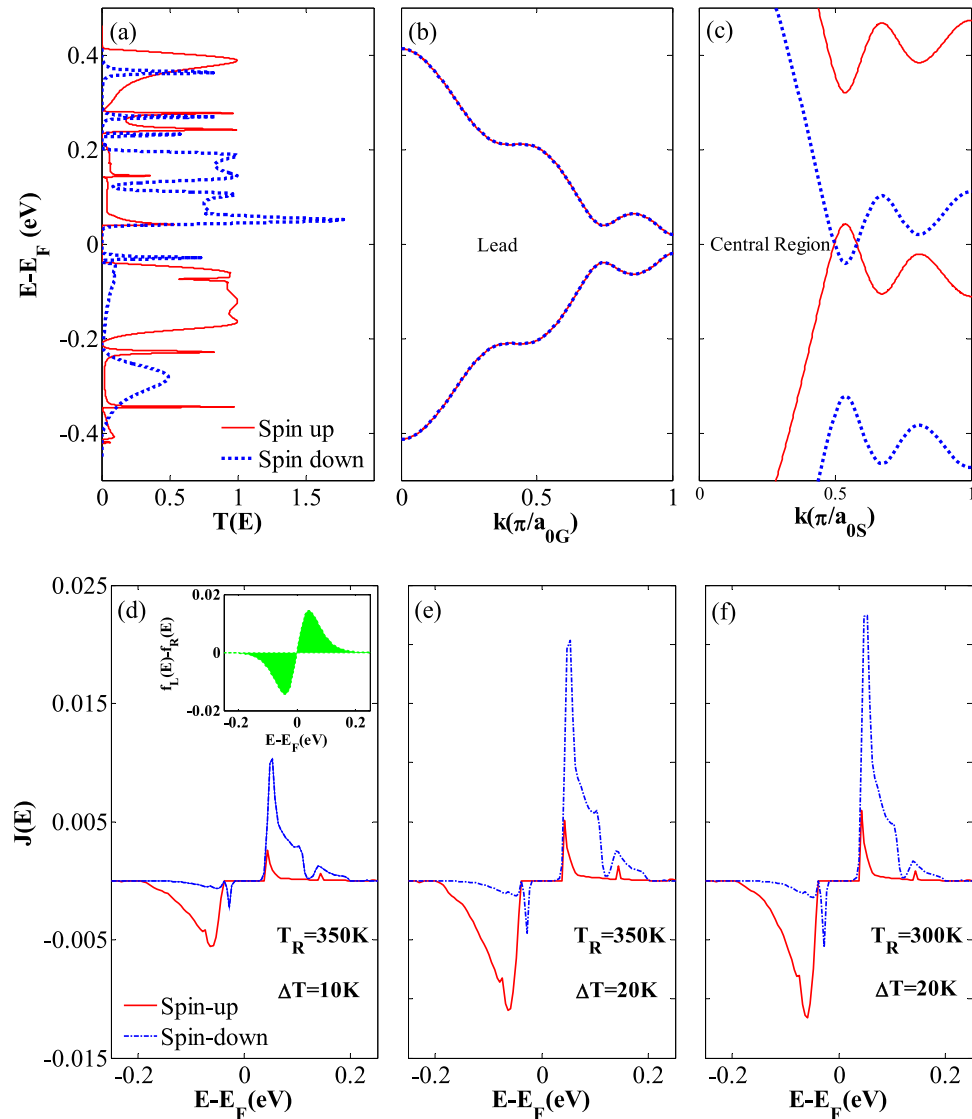 (a)
(b)
(c)
0.4
0.2
0
-0.2
-0.4
E-E_F (eV)
Lead
Central Region
Spin up
Spin down
0 0.5 1 1.5
0 0.5 1
0 0.5 1
T(E)
k(π/a_0G)
k(π/a_0S)
(d)
(e)
(f)
0.025
0.015
0.005
0
-0.005
-0.015
J(E)
0.02
0
-0.02
f_L(E)-f_R(E)
-0.2 0 0.2
E-E_F(eV)
T_R=350K
ΔT=10K
T_R=350K
ΔT=20K
T_R=300K
ΔT=20K
Spin-up
Spin-down
-0.2 0 0.2
-0.2 0 0.2
-0.2 0 0.2
E-E_F(eV)
E-E_F(eV)
E-E_F(eV)